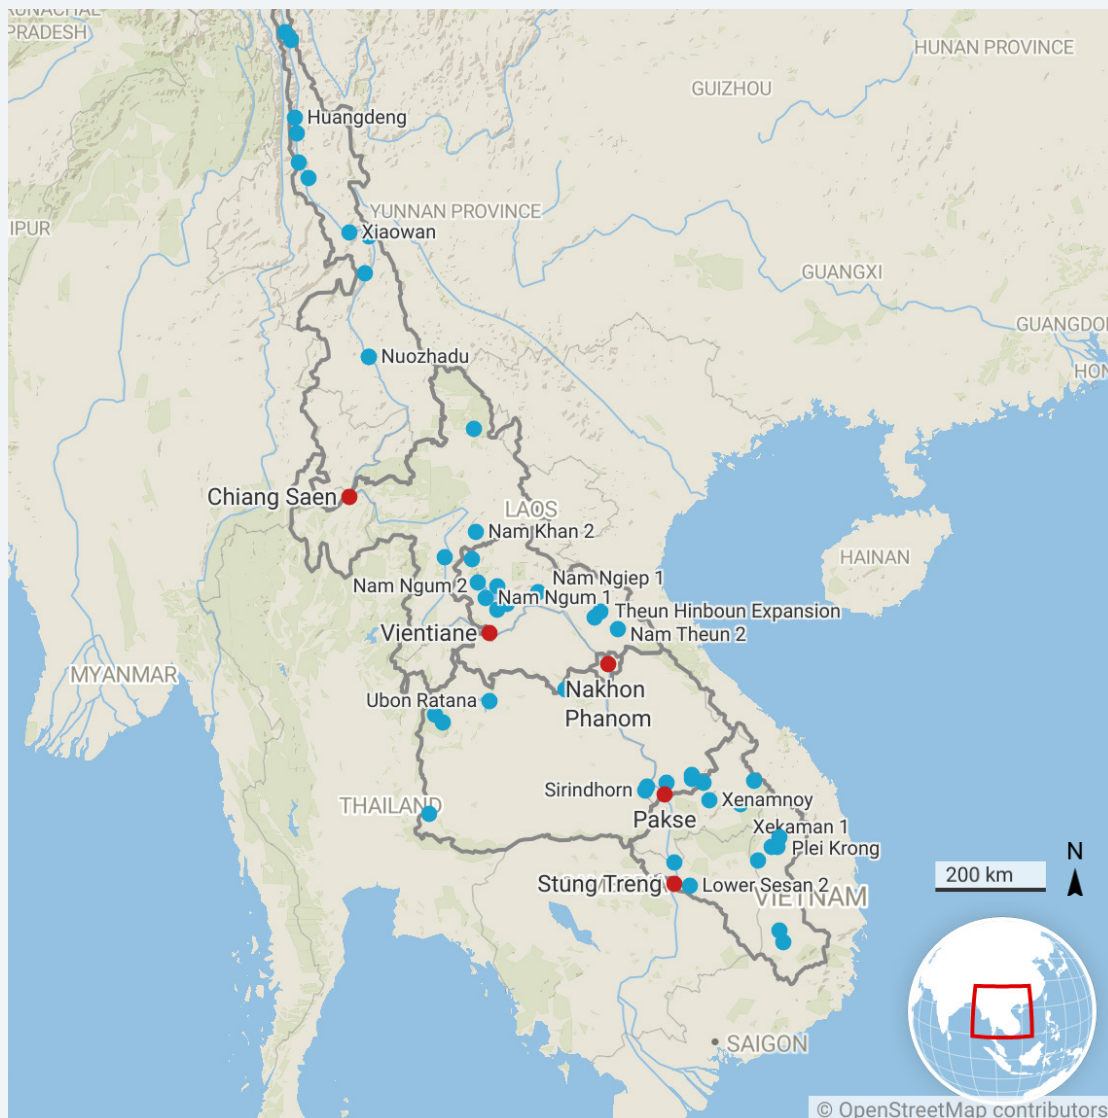 PRADESH
HUNAN PROVINCE
GUIZHOU
Huangdeng
YUNNAN PROVINCE
IPUR
Xiaowan
GUANGXI
GUANGDO
Nuozhadu
HON
Chiang Saen
LAOS
Nam Khan 2
HAINAN
Nam Ngiep 1
Nam Ngum 2
Nam Ngum 1
Theun Hinboun Expansion
Vientiane
Nam Theun 2
MYANMAR
Ubon Ratana
Nakhon
Phanom
Sirindhorn
Xenamnoy
THAILAND
Pakse
Xekaman 1
Plei Krong
N
200 km
Stung Treng
Lower Sesan 2
VIETNAM
SAIGON
© OpenStreetMap contributors